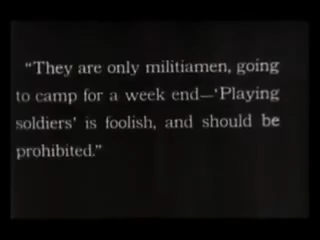 "They are only militiamen, going
to camp for a week end—'Playing
soldiers' is foolish, and should be
prohibited."